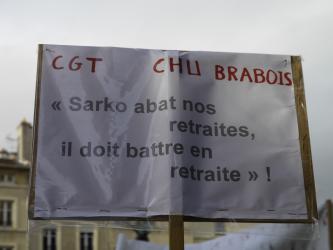 CGT CHU BRABOIS
« Sarko abat nos
retraites,
il doit battre en
retraite » !